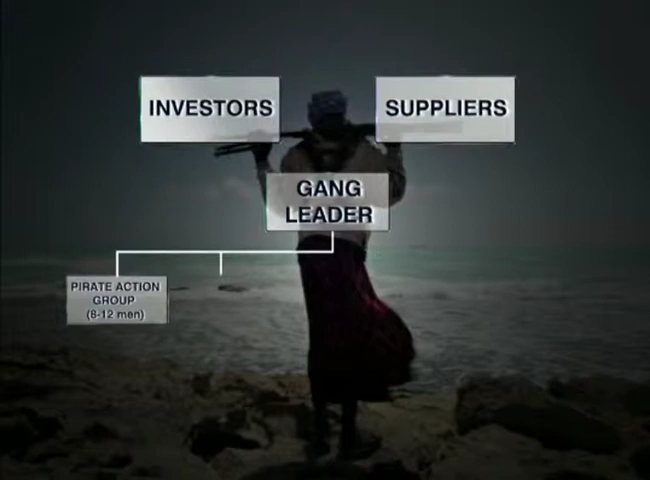 INVESTORS
SUPPLIERS
GANG
LEADER
PIRATE ACTION
GROUP
(8-12 men)